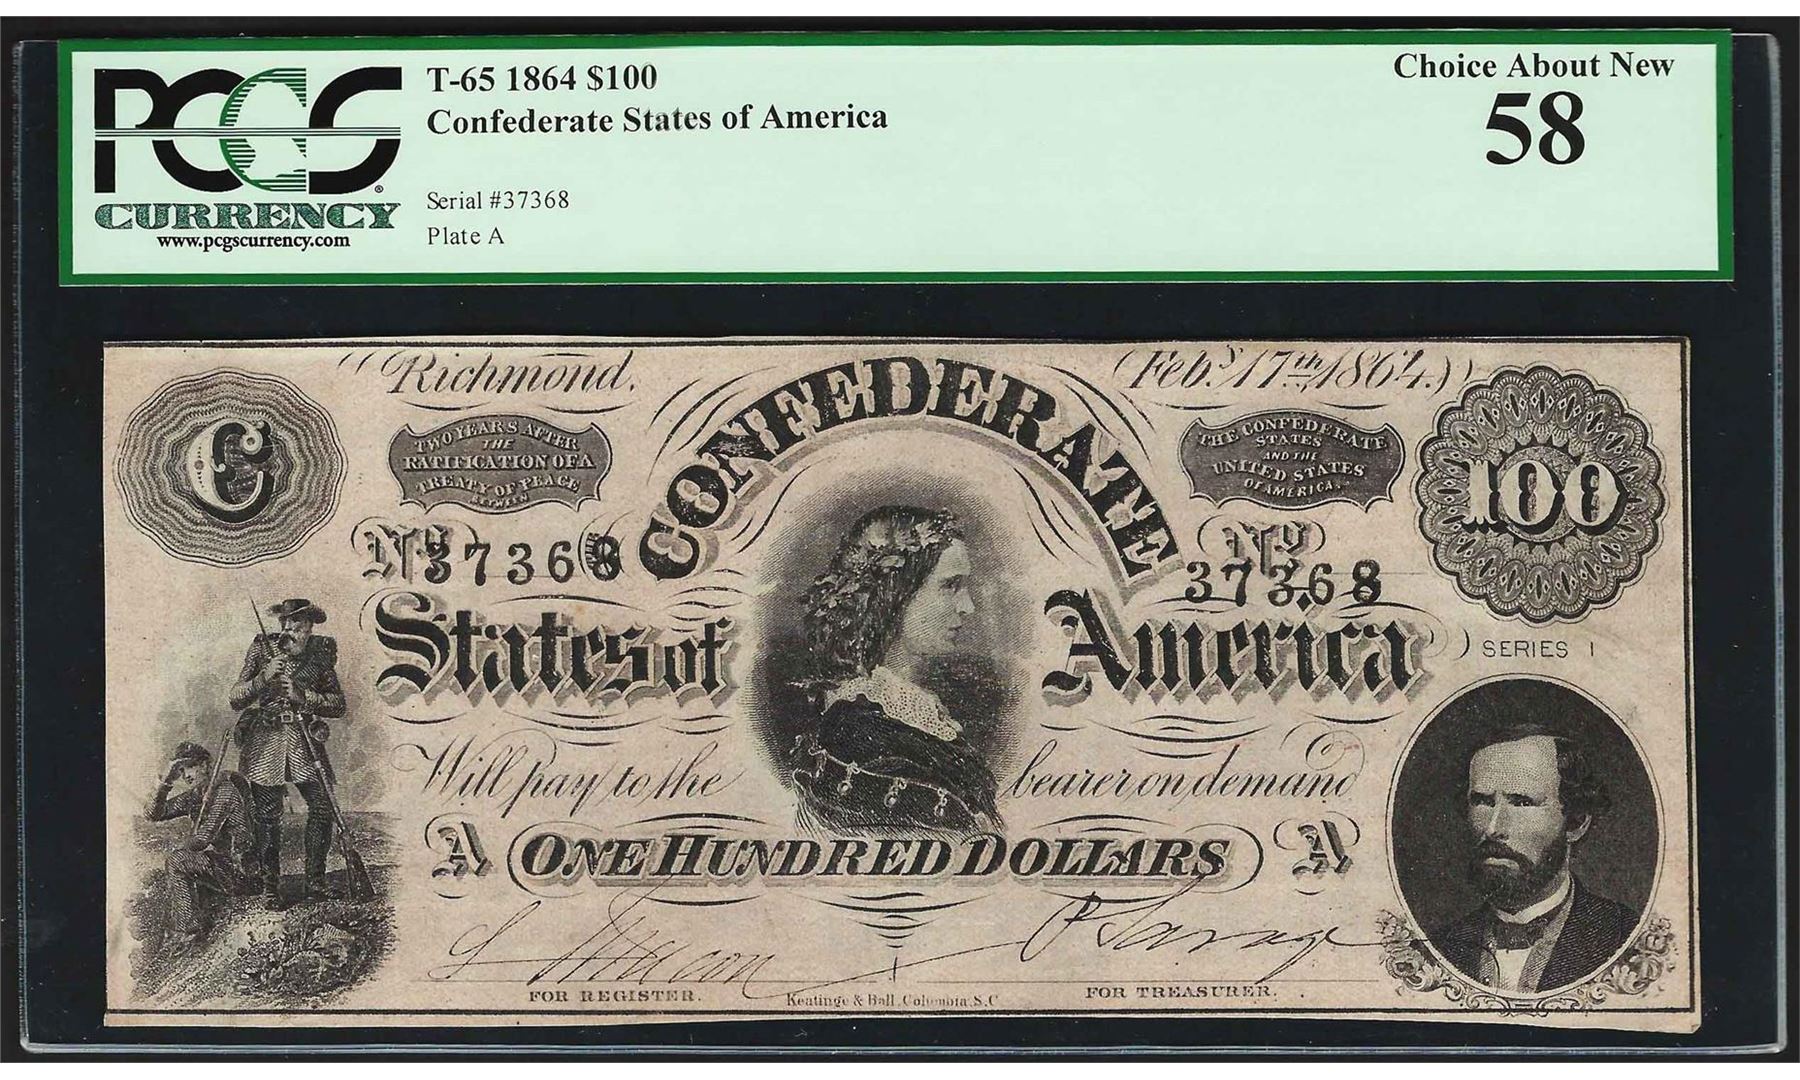 PCGS
CURRENCY
www.pcgscurrency.com
T-65 1864 $100
Confederate States of America
Serial #37368
Plate A
Choice About New
58
Richmond,
Feby. 17th 1864.
C
TWO YEARS AFTER
THE
RATIFICATION OF A
TREATY OF PEACE
BETWEEN
CONFEDERATE
THE CONFEDERATE
STATES
AND THE
UNITED STATES
OF AMERICA.
100
No 37368
No 37368
States of America
SERIES 1
Will pay to the bearer on demand
A ONE HUNDRED DOLLARS A
FOR REGISTER.
Keatinge & Ball, Columbia, S.C.
FOR TREASURER.